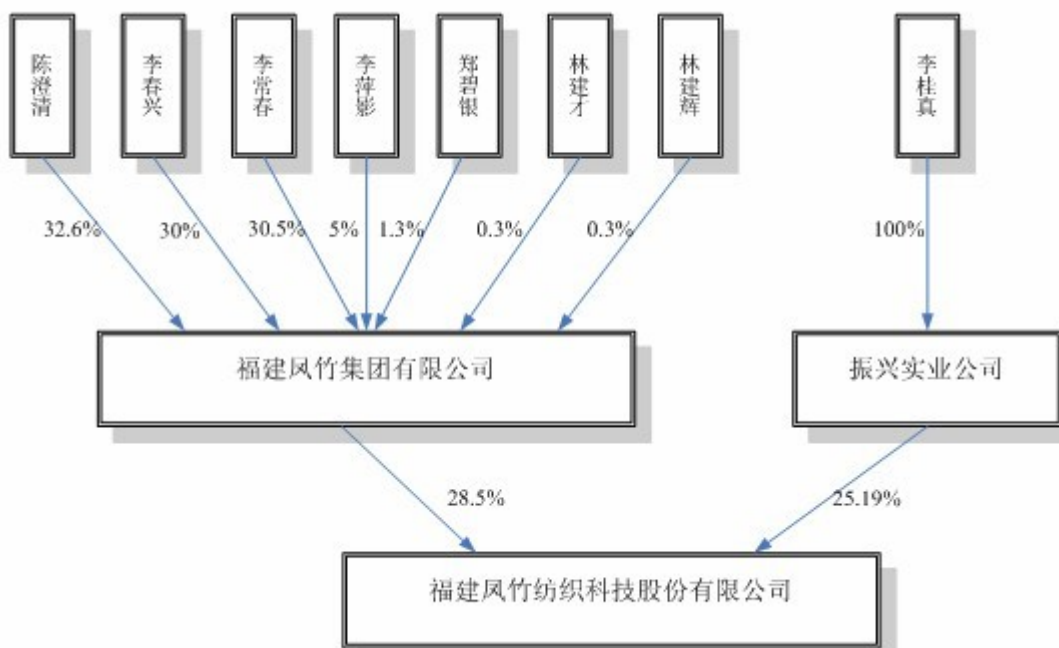 陈澄清
李春兴
李常春
李萍影
郑碧银
林建才
林建辉
李桂真
32.6%
30%
30.5%
5%
1.3%
0.3%
0.3%
100%
福建凤竹集团有限公司
振兴实业公司
28.5%
25.19%
福建凤竹纺织科技股份有限公司